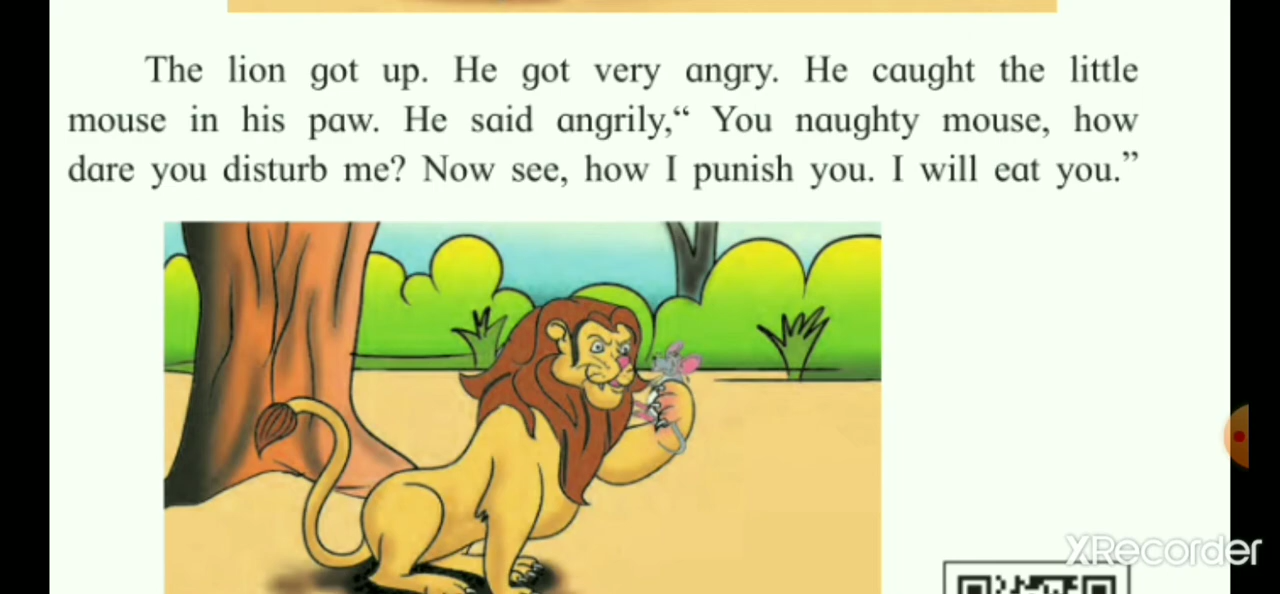 The lion got up. He got very angry. He caught the little
mouse in his paw. He said angrily,“ You naughty mouse, how
dare you disturb me? Now see, how I punish you. I will eat you.”
XRecorder